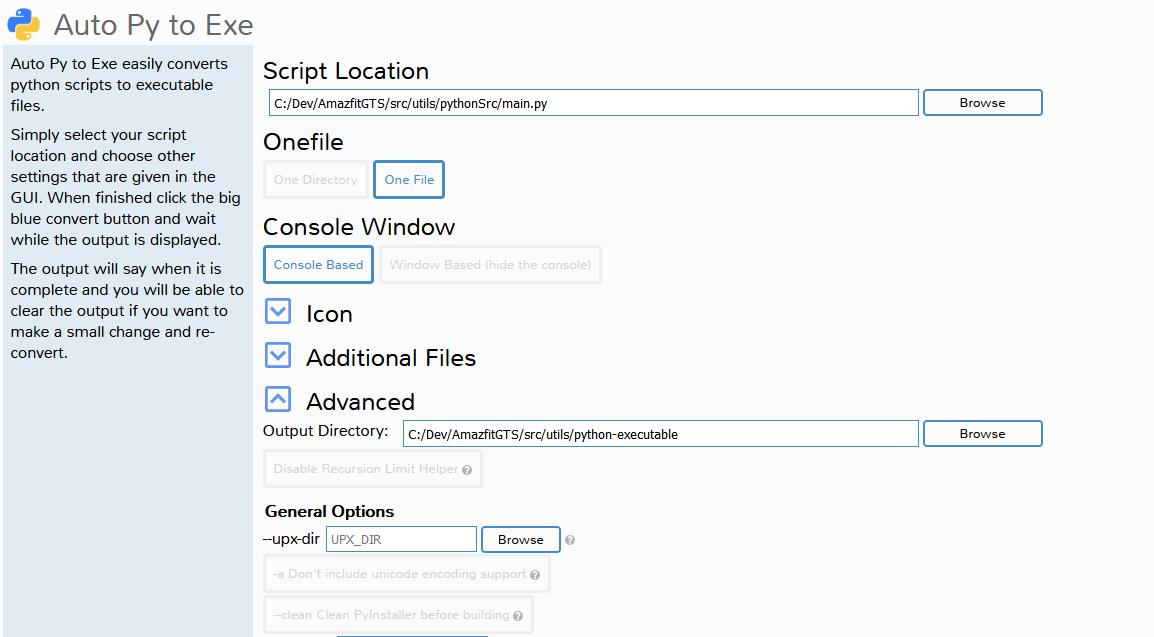 Auto Py to Exe
Auto Py to Exe easily converts
python scripts to executable
files.
Simply select your script
location and choose other
settings that are given in the
GUI. When finished click the big
blue convert button and wait
while the output is displayed.
The output will say when it is
complete and you will be able to
clear the output if you want to
make a small change and re-
convert.
Script Location
C:/Dev/AmazfitGTS/src/utils/pythonSrc/main.py Browse
Onefile
One Directory One File
Console Window
Console Based Window Based (hide the console)
Icon
Additional Files
Advanced
Output Directory: C:/Dev/AmazfitGTS/src/utils/python-executable Browse
Disable Recursion Limit Helper ?
General Options
--upx-dir UPX_DIR Browse ?
-a Don't include unicode encoding support ?
--clean Clean PyInstaller before building ?